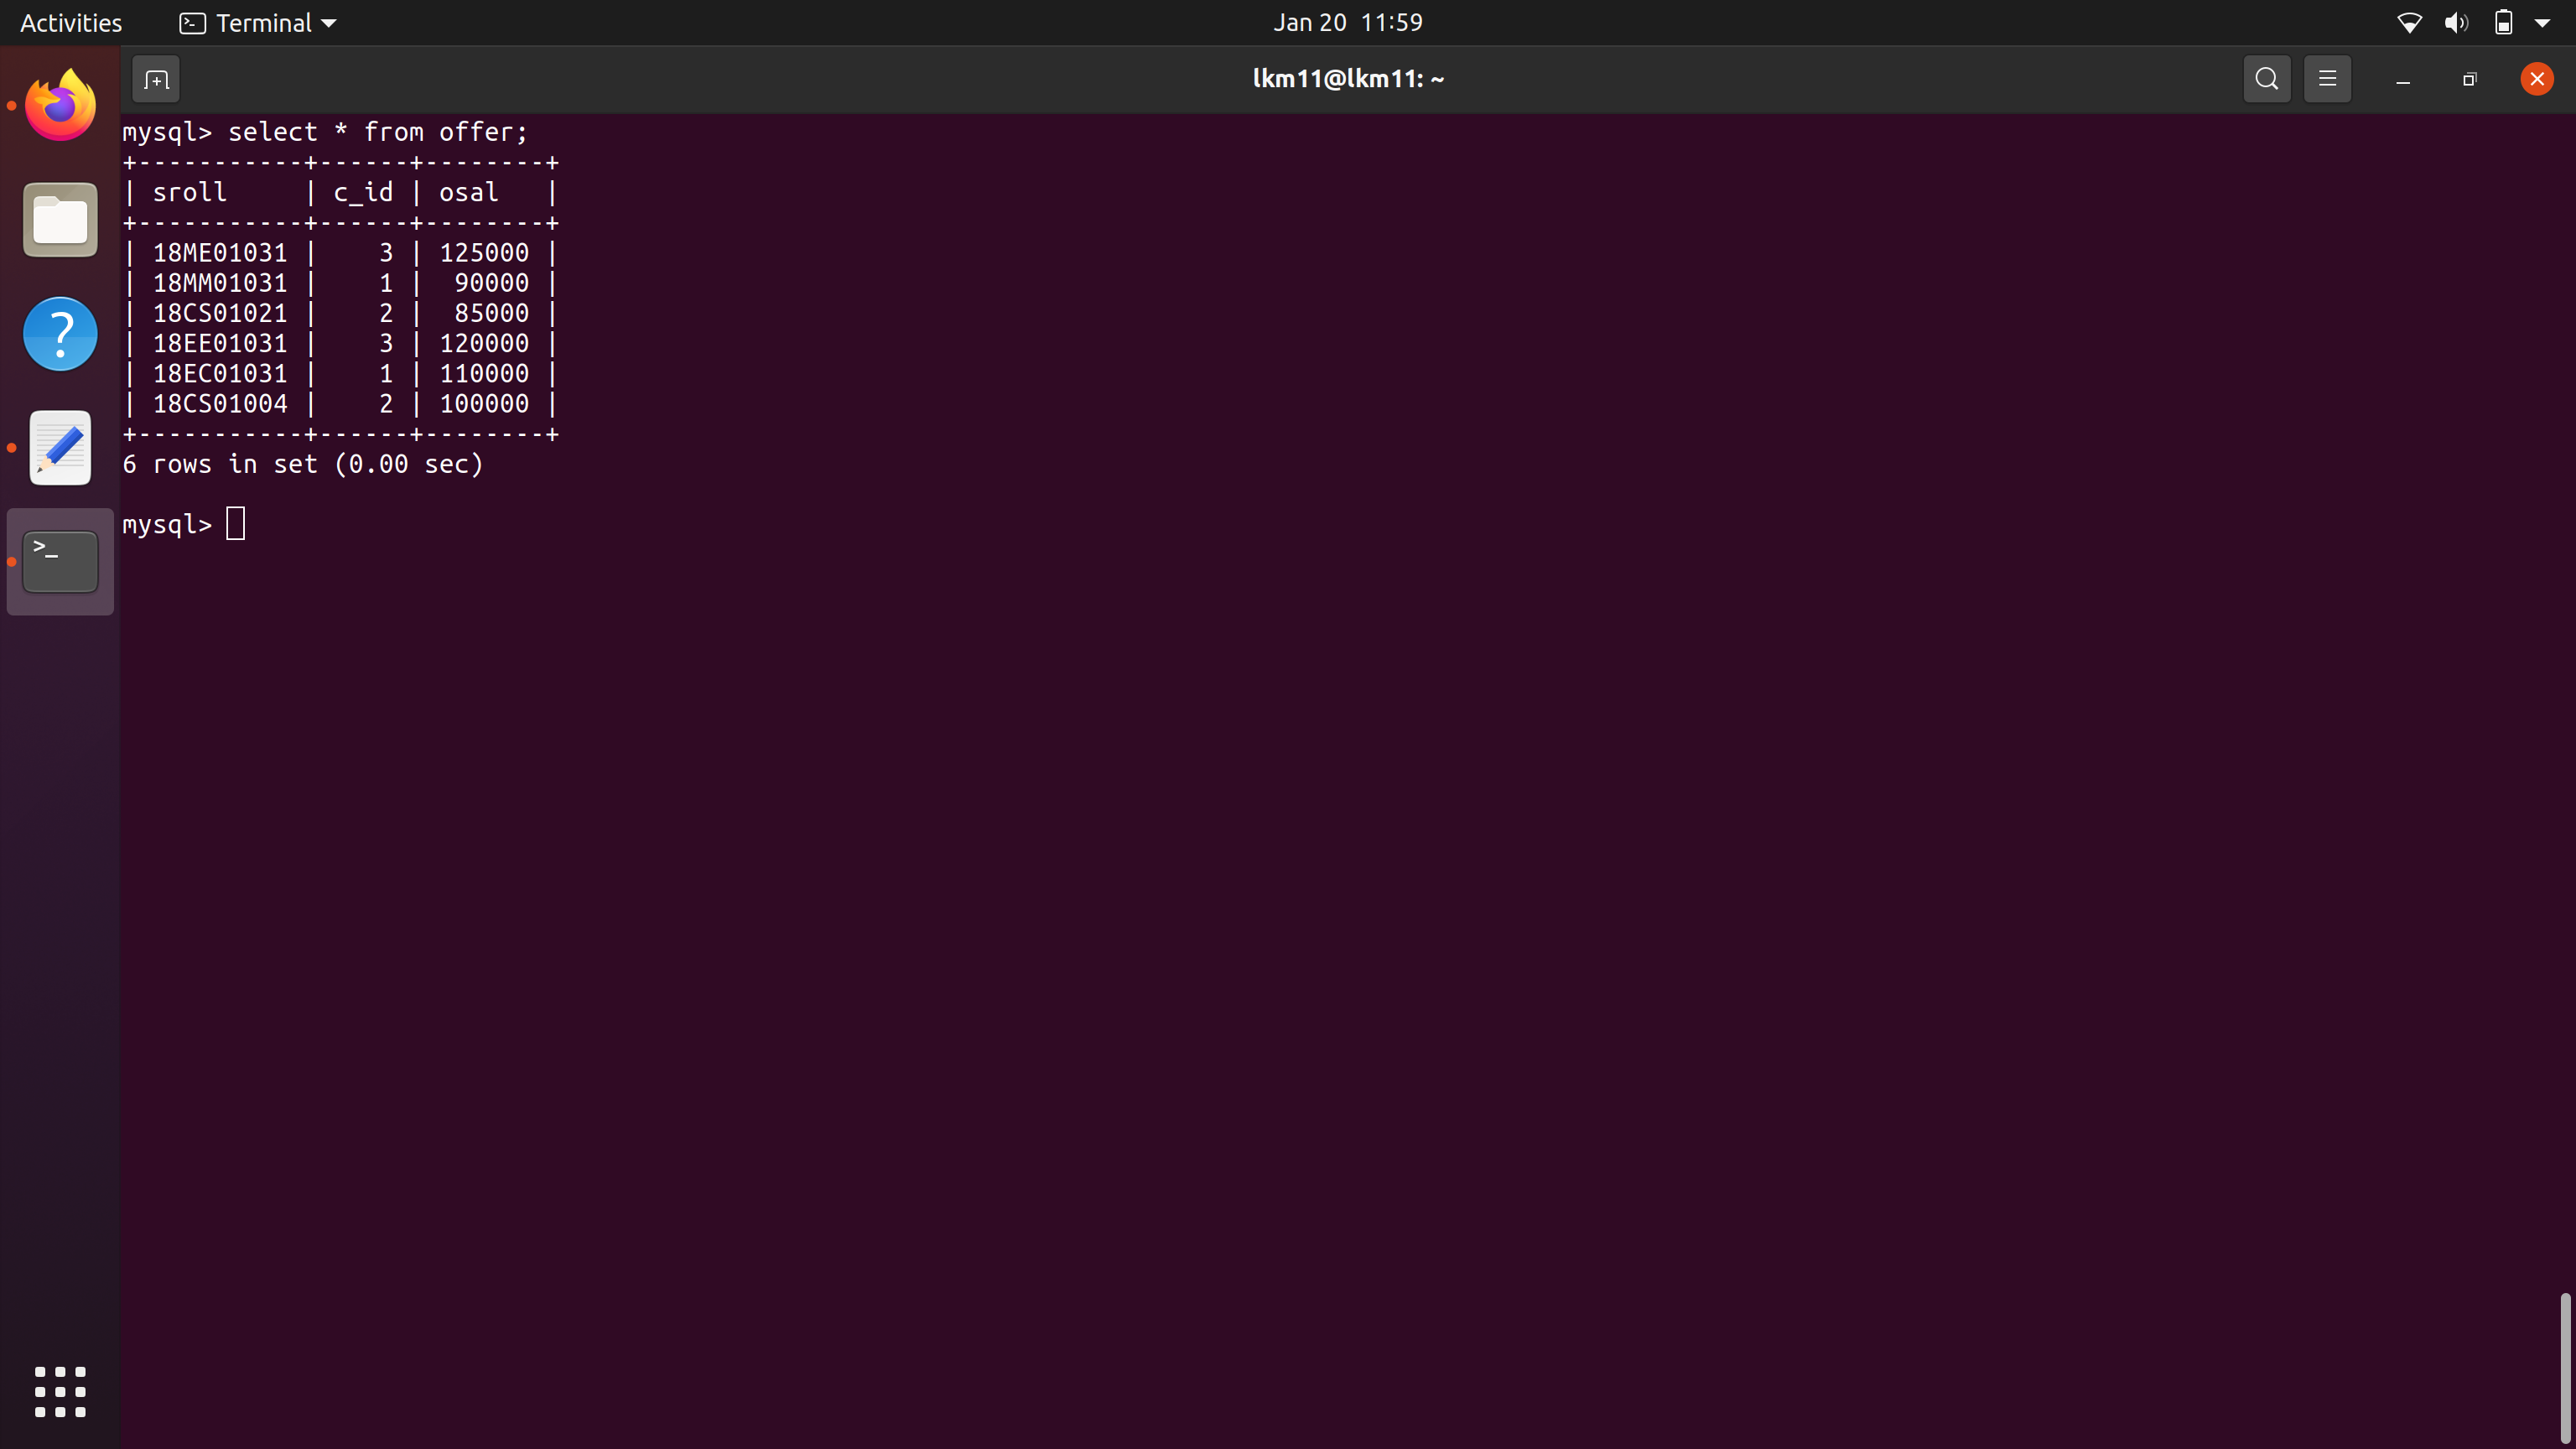 Activities Terminal Jan 20 11:59
lkm11@lkm11: ~
mysql> select * from offer;
+-----------+------+--------+
| sroll     | c_id | osal   |
+-----------+------+--------+
| 18ME01031 |    3 | 125000 |
| 18MM01031 |    1 |  90000 |
| 18CS01021 |    2 |  85000 |
| 18EE01031 |    3 | 120000 |
| 18EC01031 |    1 | 110000 |
| 18CS01004 |    2 | 100000 |
+-----------+------+--------+
6 rows in set (0.00 sec)
mysql>